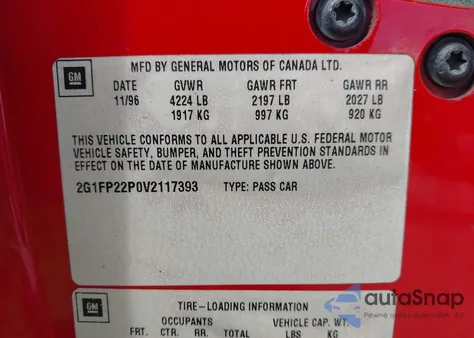 GM
MFD BY GENERAL MOTORS OF CANADA LTD.
DATE GVWR GAWR FRT GAWR RR
11/96 4224 LB 2197 LB 2027 LB
1917 KG 997 KG 920 KG
THIS VEHICLE CONFORMS TO ALL APPLICABLE U.S. FEDERAL MOTOR
VEHICLE SAFETY, BUMPER, AND THEFT PREVENTION STANDARDS IN
EFFECT ON THE DATE OF MANUFACTURE SHOWN ABOVE.
2G1FP22P0V2117393 TYPE: PASS CAR
GM
TIRE-LOADING INFORMATION
OCCUPANTS VEHICLE CAP. WT.
FRT. CTR. RR. TOTAL LBS KG
autoSnap
Pewne auta z